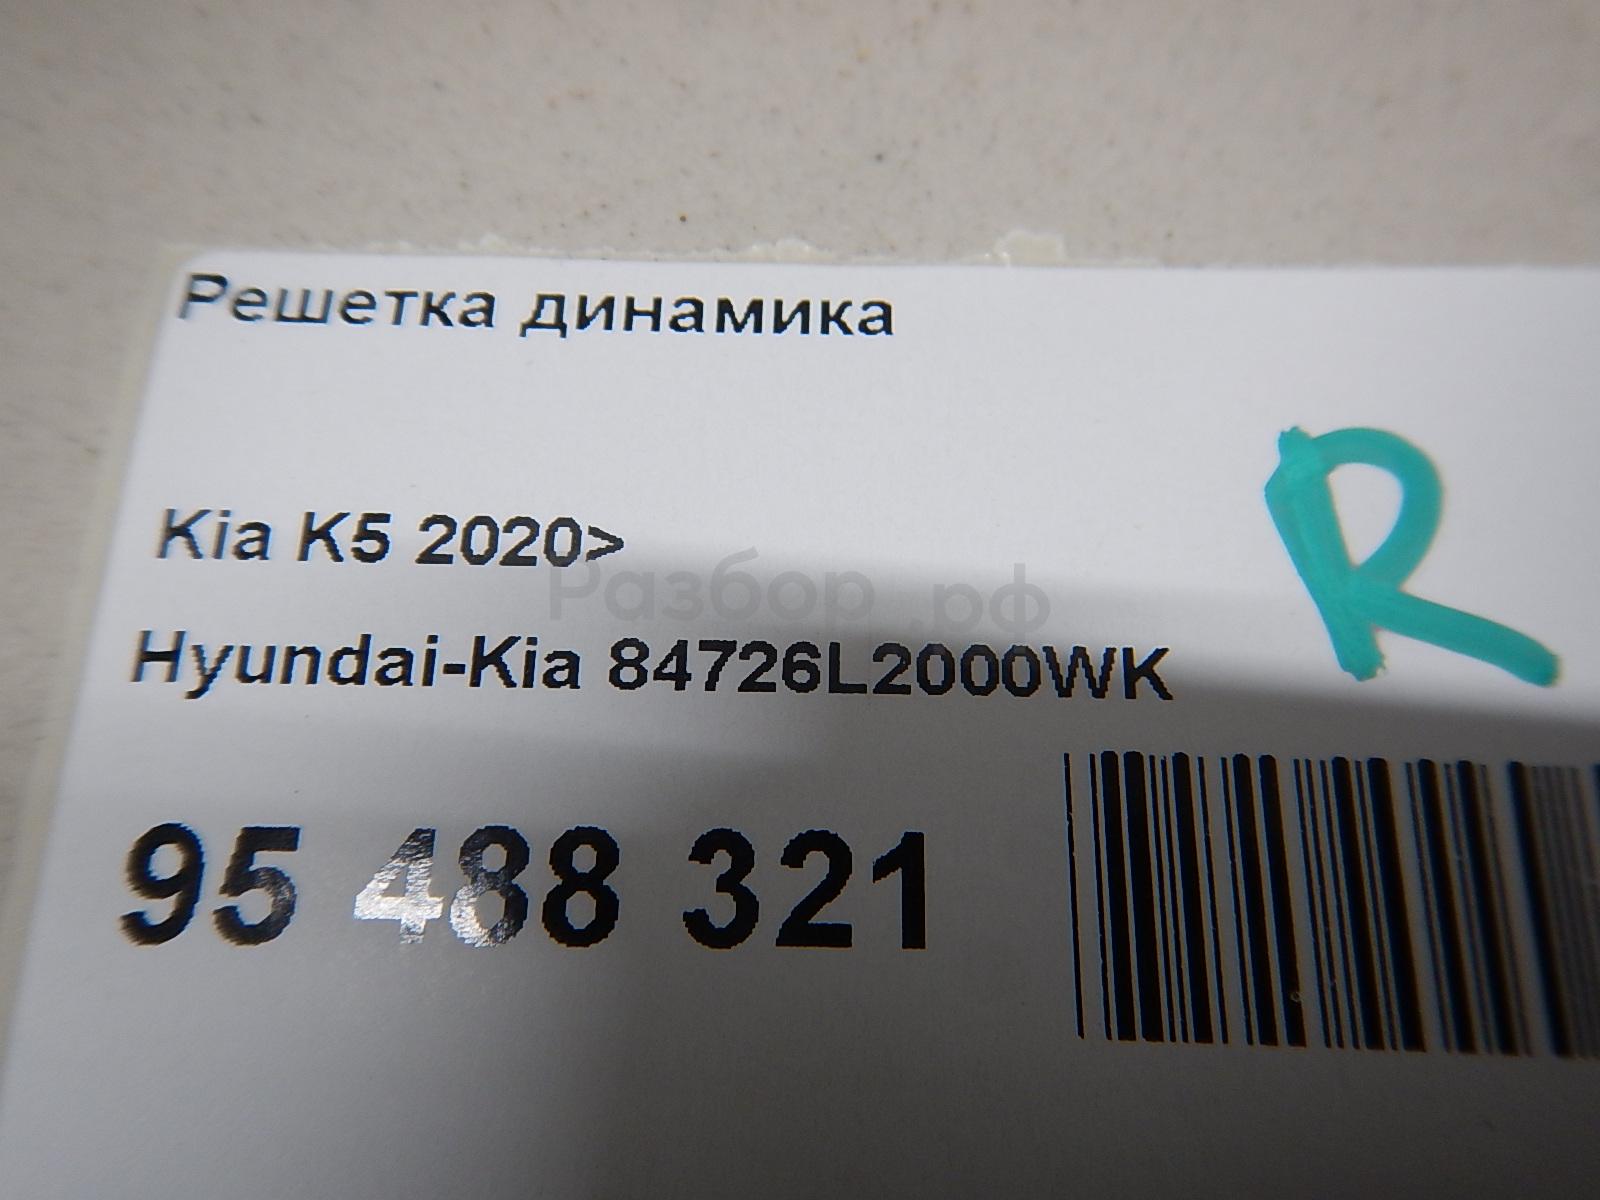 Решетка динамика
R
Kia K5 2020>
Разбор.рф
Hyundai-Kia 84726L2000WK
95 488 321